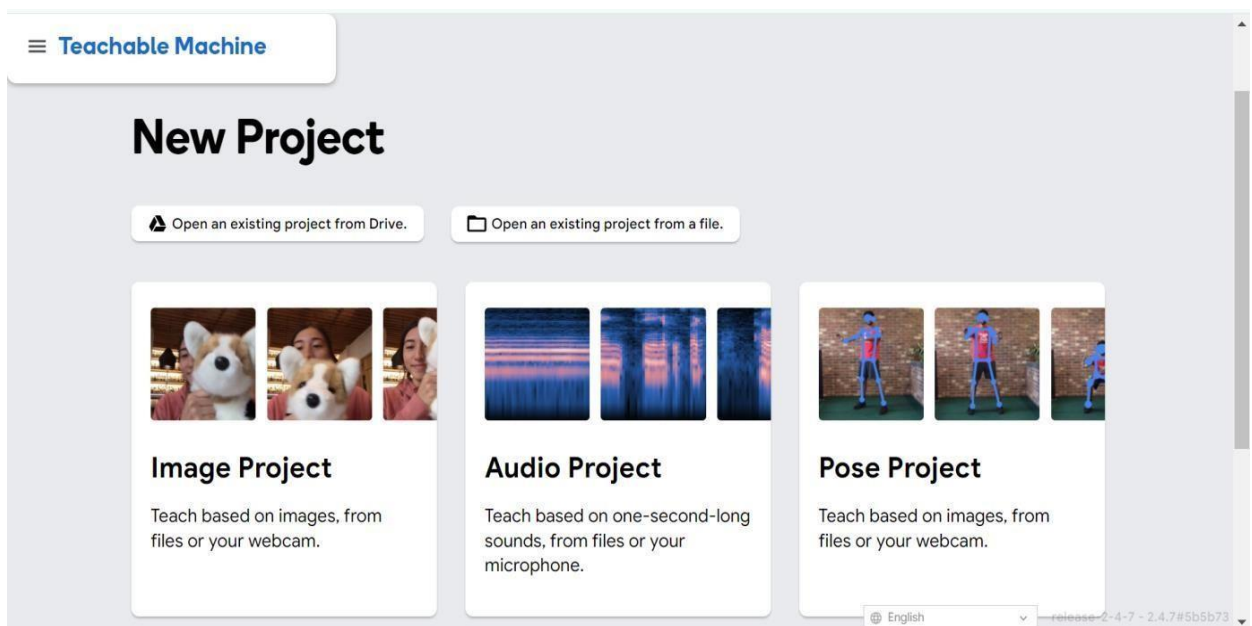 Teachable Machine
New Project
Open an existing project from Drive.
Open an existing project from a file.
Image Project
Teach based on images, from
files or your webcam.
Audio Project
Teach based on one-second-long
sounds, from files or your
microphone.
Pose Project
Teach based on images, from
files or your webcam.
English
release-2-4-7 - 2.4.7#5b5b73